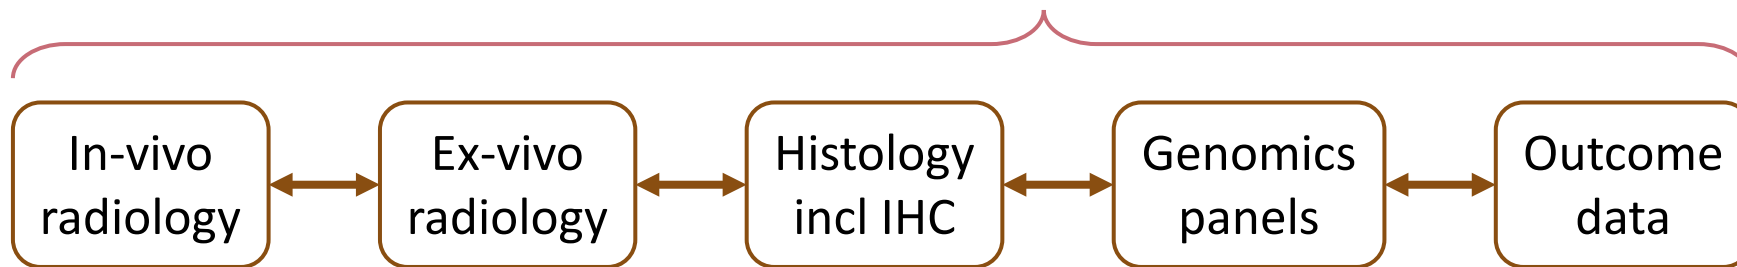 In-vivo
radiology
Ex-vivo
radiology
Histology
incl IHC
Genomics
panels
Outcome
data